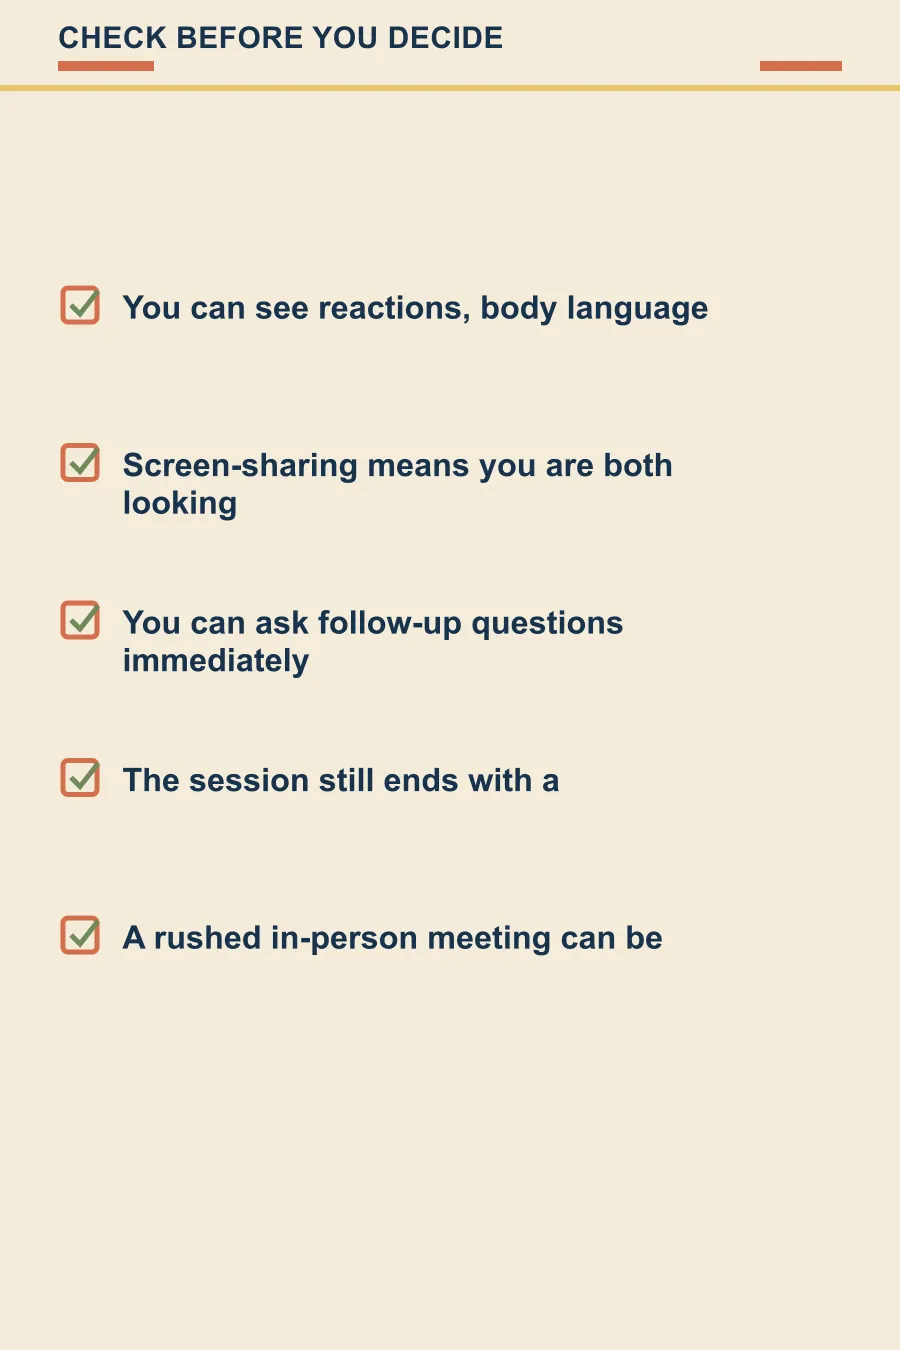 CHECK BEFORE YOU DECIDE
You can see reactions, body language
Screen-sharing means you are both
looking
You can ask follow-up questions
immediately
The session still ends with a
A rushed in-person meeting can be